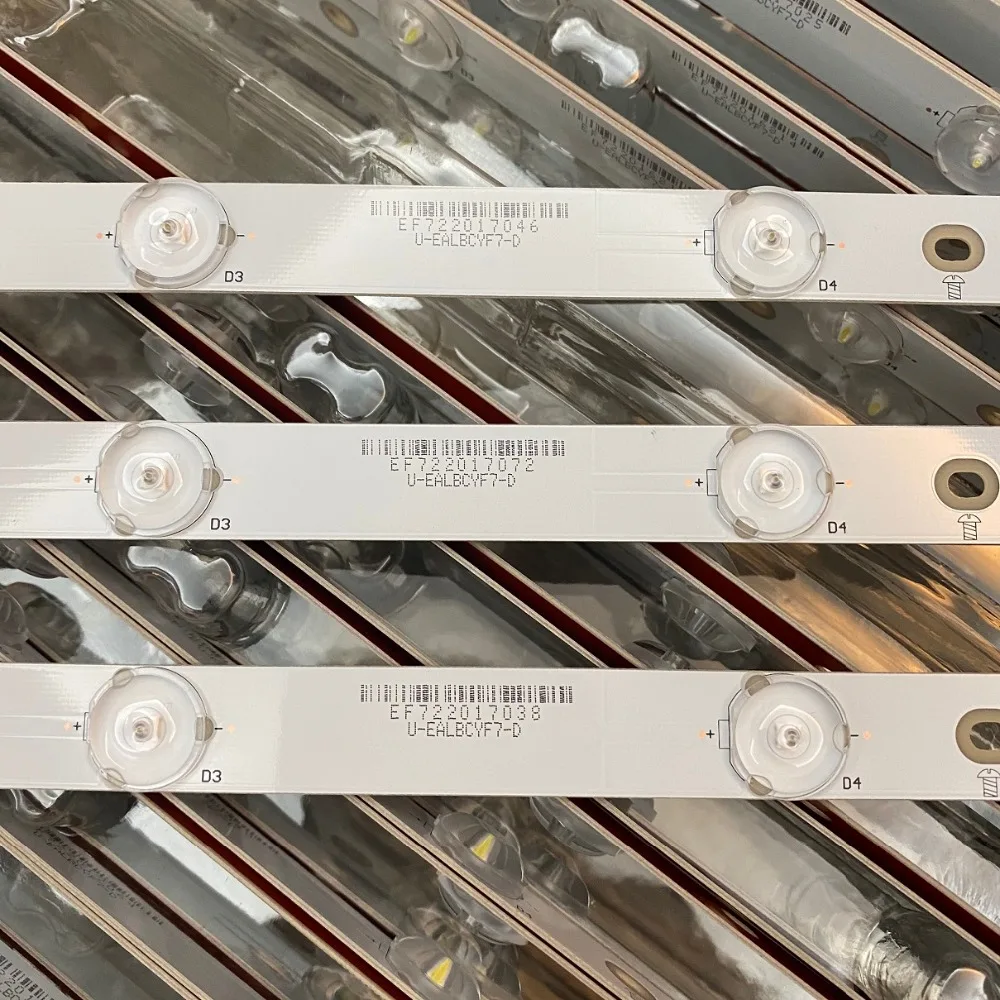 EF722017046
U-EALBCYF7-D
+ -
D3
+ -
D4
EF722017072
U-EALBCYF7-D
+ -
D3
+ -
D4
EF722017038
U-EALBCYF7-D
+ -
D3
+ -
D4